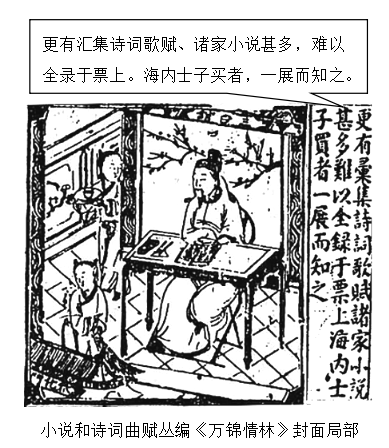 更有汇集诗词歌赋、诸家小说甚多，难以
全录于票上。海内士子买者，一展而知之。
更有彙集詩詞歌賦諸家小說
甚多難以全録于票上海內士
子買者一展而知之
小说和诗词曲赋丛编《万锦情林》封面局部